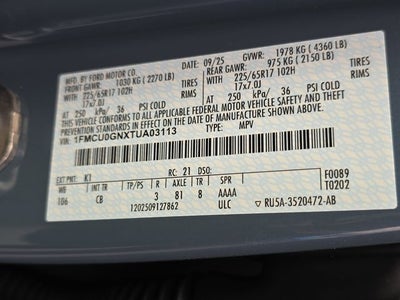 MFD. BY FORD MOTOR CO.
09/25 GVWR: 1978 KG (4360 LB)
FRONT GAWR: 1030 KG (2270 LB) REAR GAWR: 975 KG (2150 LB)
WITH 225/65R17 102H TIRES WITH 225/65R17 102H TIRES
17x7.0J RIMS 17x7.0J RIMS
AT 250 kPa/ 36 PSI COLD AT 250 kPa/ 36 PSI COLD
THIS VEHICLE CONFORMS TO ALL APPLICABLE FEDERAL MOTOR VEHICLE SAFETY AND
THEFT PREVENTION STANDARDS IN EFFECT ON THE DATE OF MANUFACTURE SHOWN ABOVE.
VIN: 1FMCU0GNXTUA03113 TYPE: MPV
EXT PNT: K1 RC: 21 DSO: F0089
WB INT TR TP/PS R AXLE TR SPR T0202
106 CB 3 81 8 AAAA
1202509127862 ULC RU5A-3520472-AB